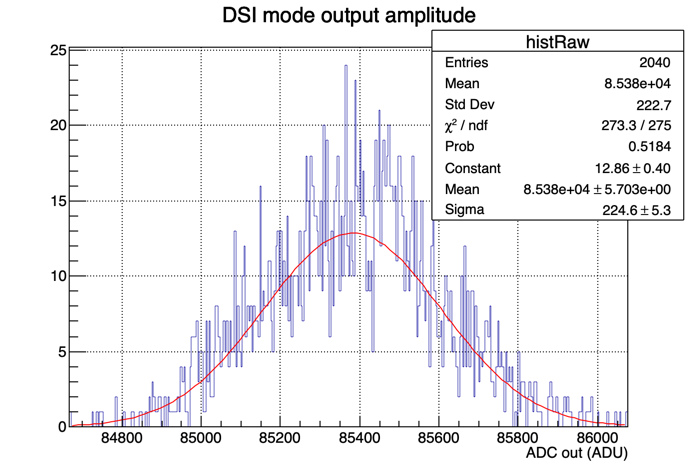 DSI mode output amplitude
histRaw
Entries 2040
Mean 8.538e+04
Std Dev 222.7
χ² / ndf 273.3 / 275
Prob 0.5184
Constant 12.86 ± 0.40
Mean 8.538e+04 ± 5.703e+00
Sigma 224.6 ± 5.3
25
20
15
10
5
0
84800 85000 85200 85400 85600 85800 86000
ADC out (ADU)